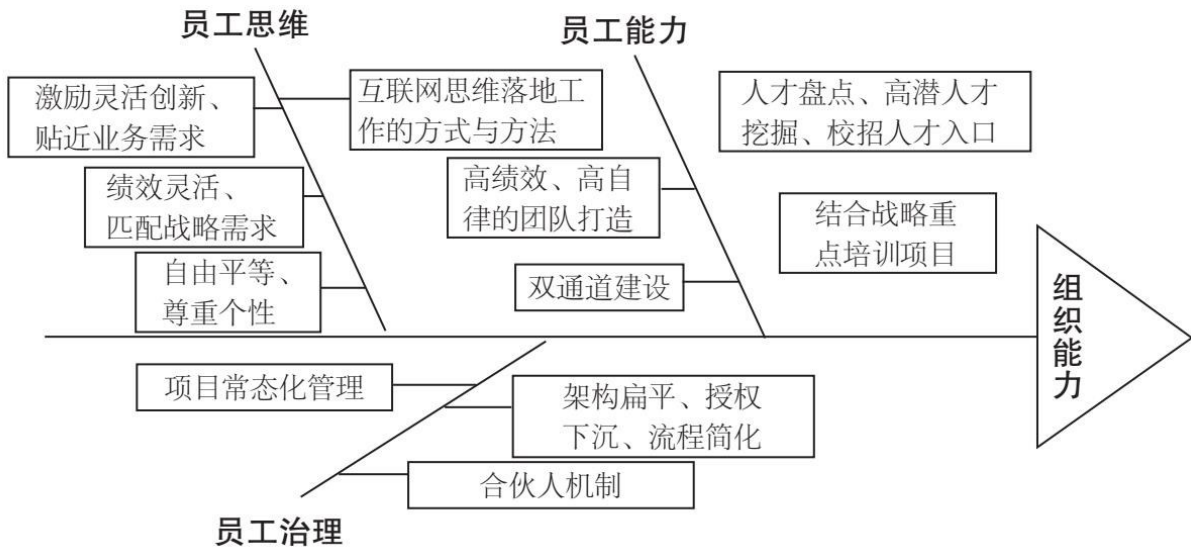 员工思维
员工能力
激励灵活创新、
贴近业务需求
互联网思维落地工
作的方式与方法
人才盘点、高潜人才
挖掘、校招人才入口
绩效灵活、
匹配战略需求
高绩效、高自
律的团队打造
结合战略重
点培训项目
自由平等、
尊重个性
双通道建设
组织能力
项目常态化管理
架构扁平、授权
下沉、流程简化
合伙人机制
员工治理